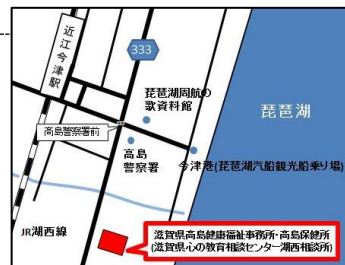 近江今津駅
333
琵琶湖周航の
歌資料館
琵琶湖
高島警察署前
高島
警察署
今津港(琵琶湖汽船観光船乗り場)
JR湖西線
滋賀県高島健康福祉事務所・高島保健所
(滋賀県心の教育相談センター湖西相談所)